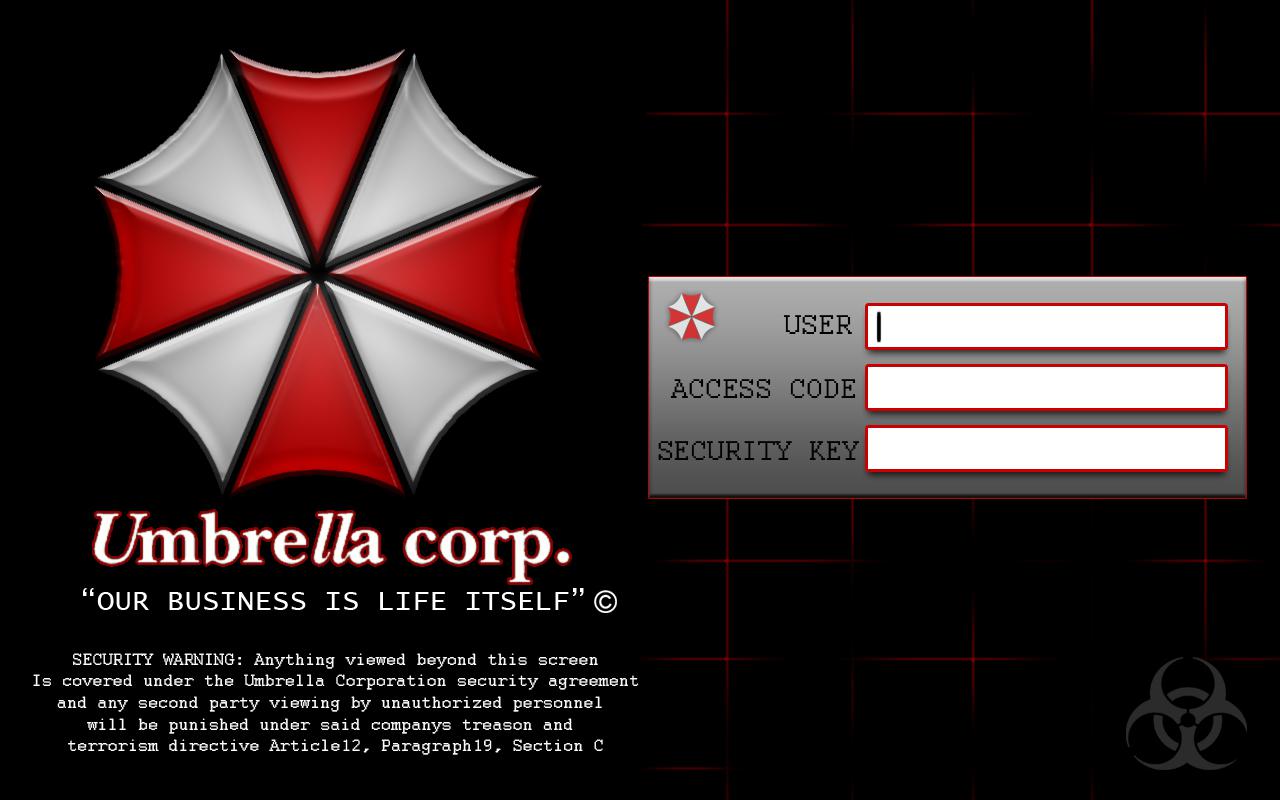 Umbrella corp.
“OUR BUSINESS IS LIFE ITSELF” ©
SECURITY WARNING: Anything viewed beyond this screen
Is covered under the Umbrella Corporation security agreement
and any second party viewing by unauthorized personnel
will be punished under said companys treason and
terrorism directive Article12, Paragraph19, Section C
USER
ACCESS CODE
SECURITY KEY